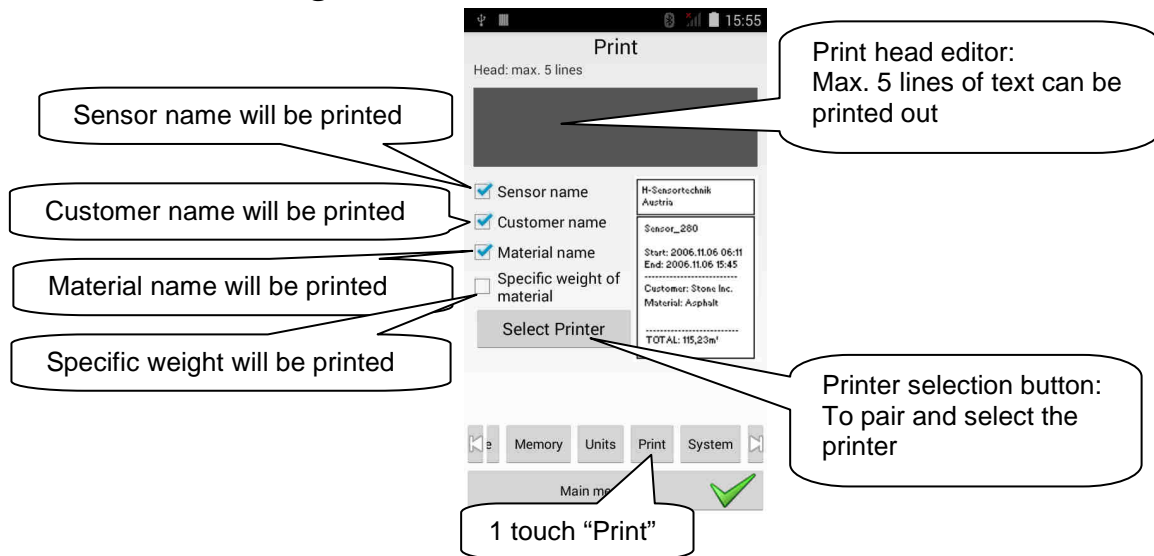 15:55
Print
Head: max. 5 lines
Print head editor:
Max. 5 lines of text can be
printed out
Sensor name will be printed
Customer name will be printed
Material name will be printed
Specific weight will be printed
Sensor name
Customer name
Material name
Specific weight of
material
Select Printer
H-Sensortechnik
Austria
Sensor_280
Start: 2006.11.06 06:11
End: 2006.11.06 15:45
--------------------------
Customer: Stone Inc.
Material: Asphalt
--------------------------
TOTAL: 115,23m³
Printer selection button:
To pair and select the
printer
e Memory Units Print System
Main me
1 touch “Print”